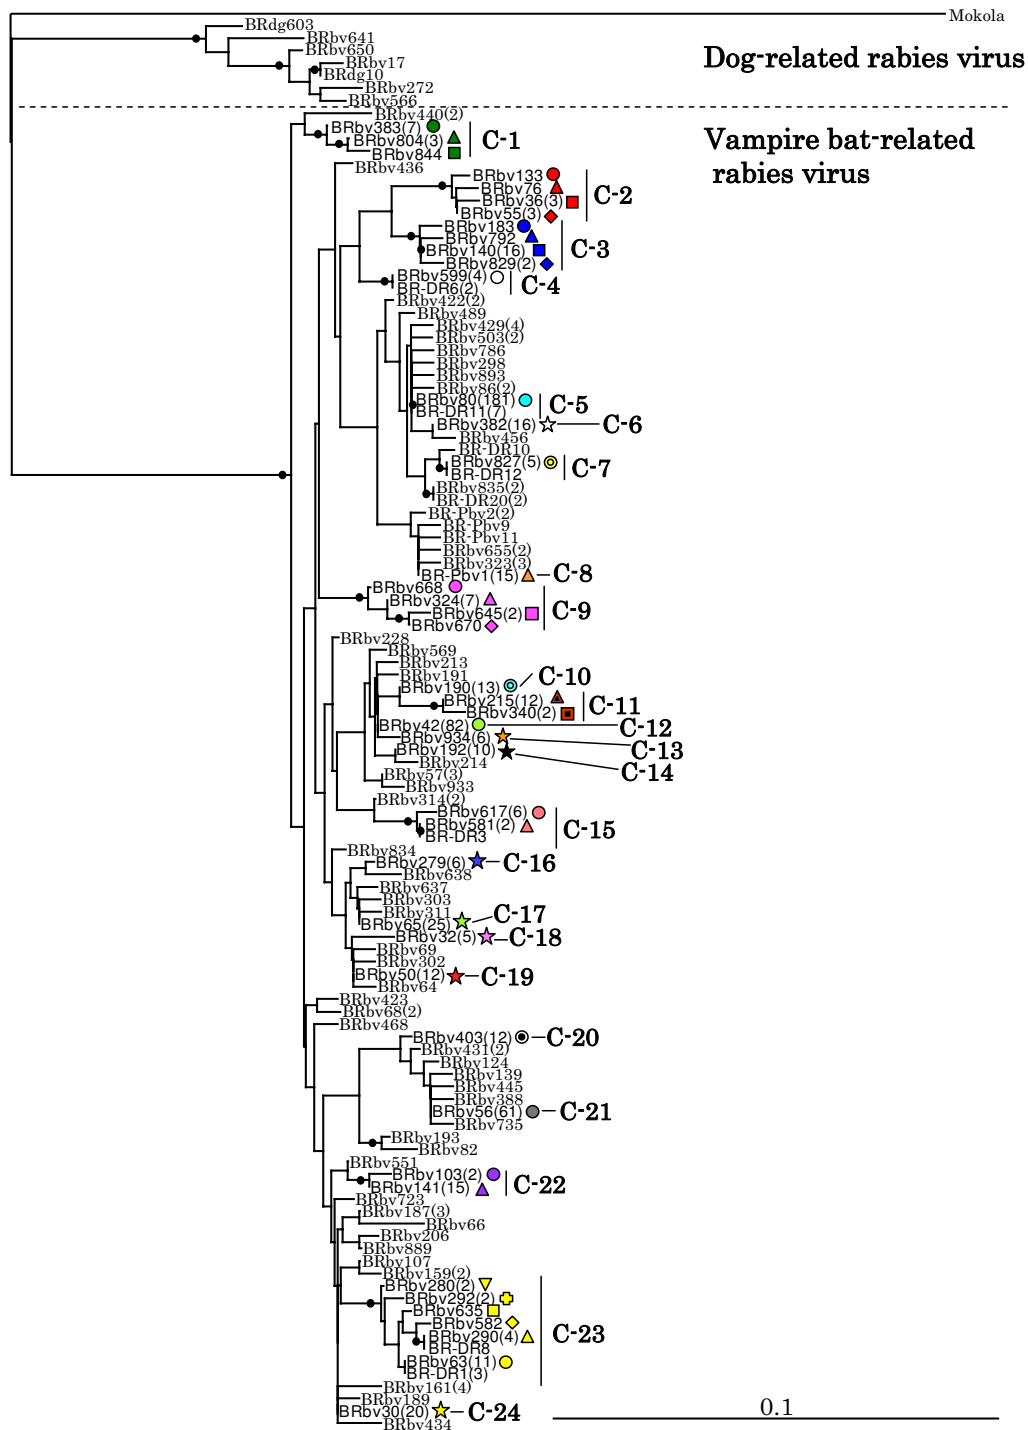 Mokola
BRdg603
BRbv641
BRbv650
BRbv17
BRdg10
BRbv272
BRbv566
Dog-related rabies virus
BRbv440(2)
BRbv383(7)
BRbv804(3)
BRbv844
C-1
Vampire bat-related
rabies virus
BRbv436
BRbv133
BRbv76
BRbv36(3)
BRbv55(3)
C-2
BRbv183
BRbv792
BRbv140(16)
BRbv829(2)
C-3
BRbv599(4)
BR-DR6(2)
C-4
BRbv422(2)
BRbv489
BRbv429(4)
BRbv503(2)
BRbv786
BRbv298
BRbv893
BRbv86(2)
BRbv80(181)
BR-DR11(7)
C-5
BRbv382(16)
C-6
BRbv456
BR-DR10
BRbv827(5)
BR-DR12
C-7
BRbv835(2)
BR-DR20(2)
BR-Pbv2(2)
BR-Pbv9
BR-Pbv11
BRbv655(2)
BRbv323(3)
BR-Pbv1(15)
C-8
BRbv668
BRbv324(7)
BRbv645(2)
BRbv670
C-9
BRbv228
BRbv569
BRbv213
BRbv191
BRbv190(13)
C-10
BRbv215(12)
BRbv340(2)
C-11
BRbv42(82)
C-12
BRbv934(6)
C-13
BRbv192(10)
C-14
BRbv214
BRbv57(3)
BRbv933
BRbv314(2)
BRbv617(6)
BRbv581(2)
BR-DR3
C-15
BRbv834
BRbv279(6)
C-16
BRbv638
BRbv637
BRbv303
BRbv311
BRbv65(25)
C-17
BRbv32(5)
C-18
BRbv69
BRbv302
BRbv50(12)
C-19
BRbv64
BRbv423
BRbv68(2)
BRbv468
BRbv403(12)
C-20
BRbv431(2)
BRbv124
BRbv139
BRbv445
BRbv388
BRbv56(61)
C-21
BRbv735
BRbv193
BRbv82
BRbv551
BRbv103(2)
BRbv141(15)
C-22
BRbv723
BRbv187(3)
BRbv66
BRbv206
BRbv889
BRbv107
BRbv159(2)
BRbv280(2)
BRbv292(2)
BRbv635
BRbv582
BRbv290(4)
BR-DR8
BRbv63(11)
BR-DR1(3)
C-23
BRbv161(4)
BRbv189
BRbv30(20)
C-24
BRbv434
0.1